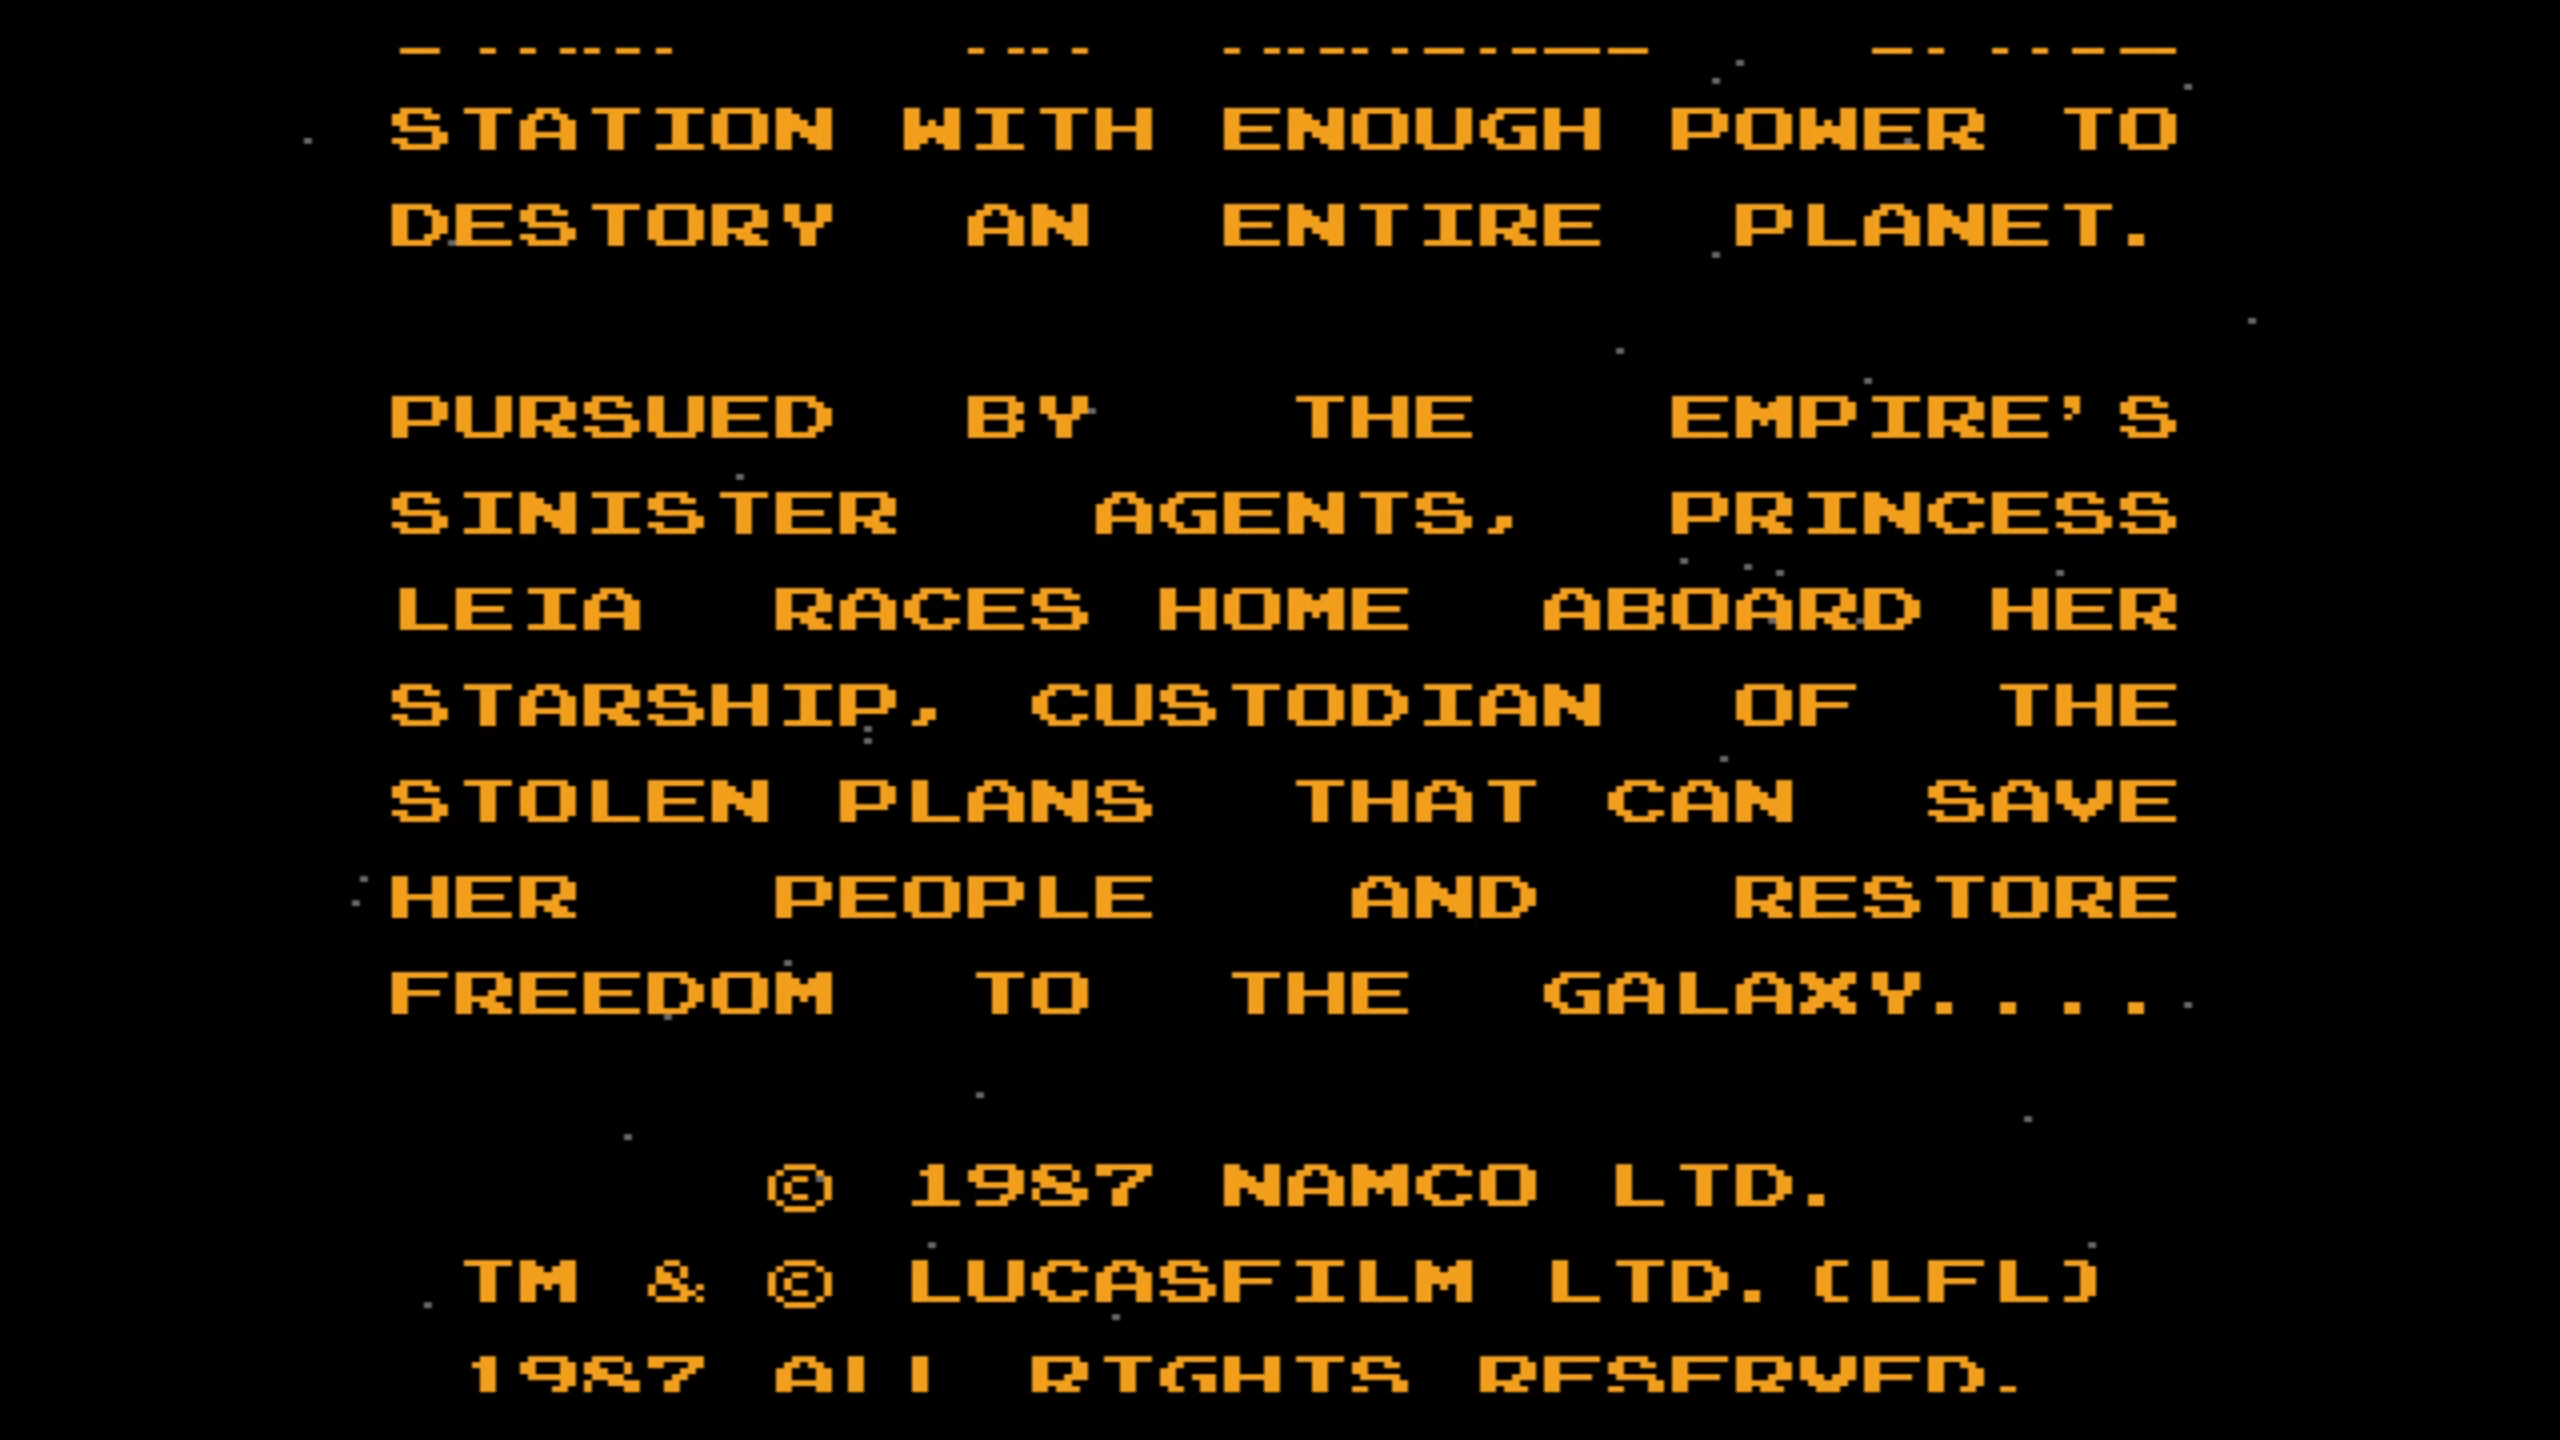 STATION WITH ENOUGH POWER TO
DESTORY AN ENTIRE PLANET.
PURSUED BY THE EMPIRE'S
SINISTER AGENTS, PRINCESS
LEIA RACES HOME ABOARD HER
STARSHIP, CUSTODIAN OF THE
STOLEN PLANS THAT CAN SAVE
HER PEOPLE AND RESTORE
FREEDOM TO THE GALAXY....
© 1987 NAMCO LTD.
TM & © LUCASFILM LTD.(LFL)
1987 ALL RIGHTS RESERVED.